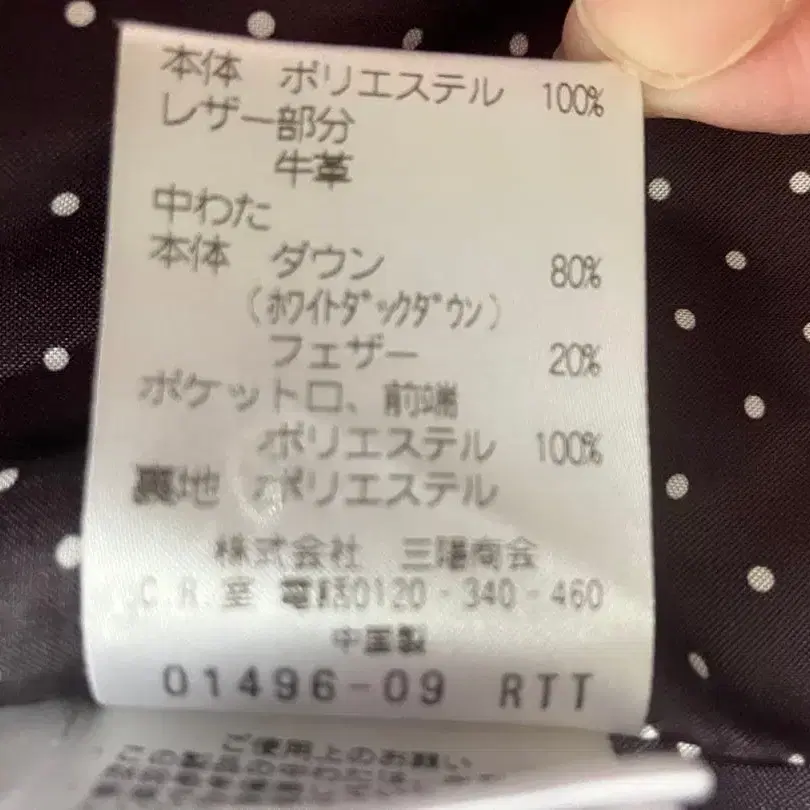 本体 ポリエステル 100%
レザー部分
牛革
中わた
本体 ダウン 80%
(ホワイトダックダウン)
フェザー 20%
ポケット口、前端
ポリエステル 100%
裏地 ポリエステル
株式会社 三陽商会
C.R.室 電話0120-340-460
中国製
01496-09 RTT
ご使用上のお願い